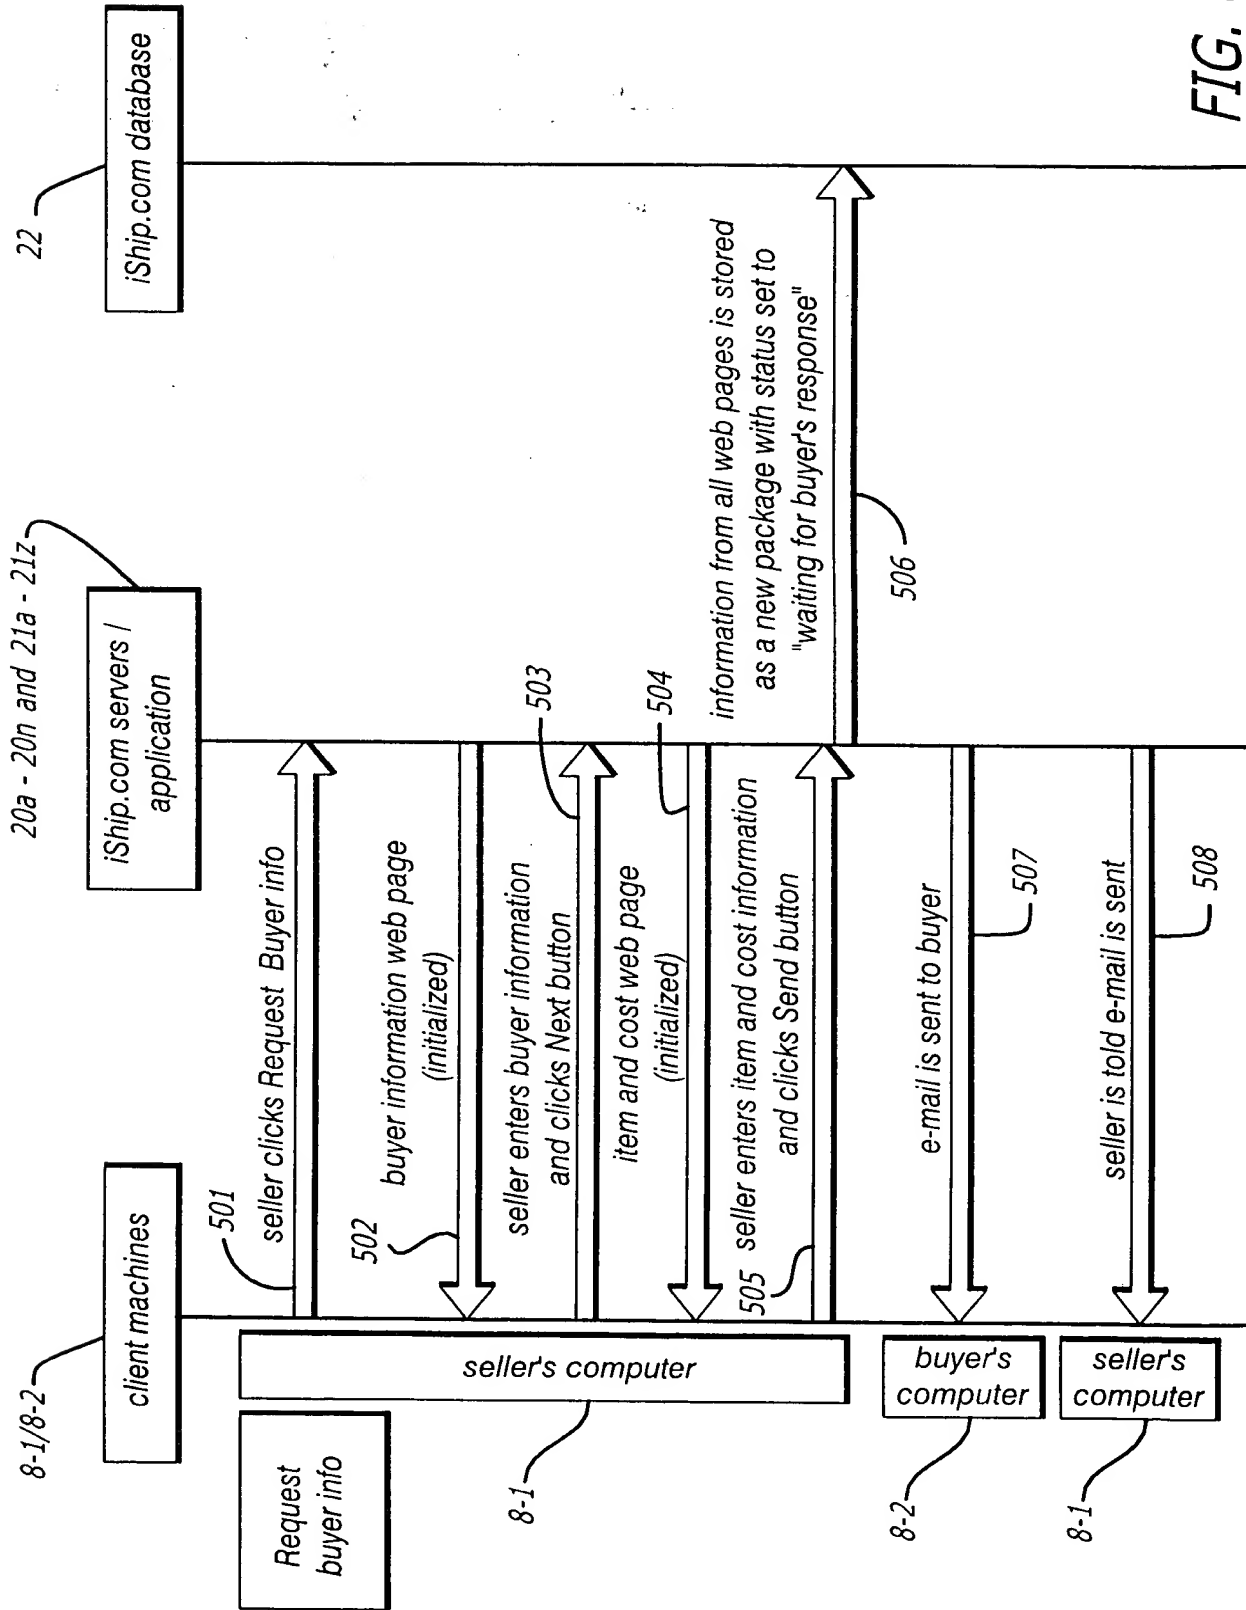 8-1/8-2
client machines
20a - 20n and 21a - 21z
iShip.com servers /
application
22
iShip.com database
Request
buyer info
seller's computer
8-1
501
seller clicks Request Buyer info
502
buyer information web page
(initialized)
seller enters buyer information
and clicks Next button
503
item and cost web page
(initialized)
504
505
seller enters item and cost information
and clicks Send button
information from all web pages is stored
as a new package with status set to
"waiting for buyer's response"
506
buyer's
computer
8-2
e-mail is sent to buyer
507
seller's
computer
8-1
seller is told e-mail is sent
508
FIG.